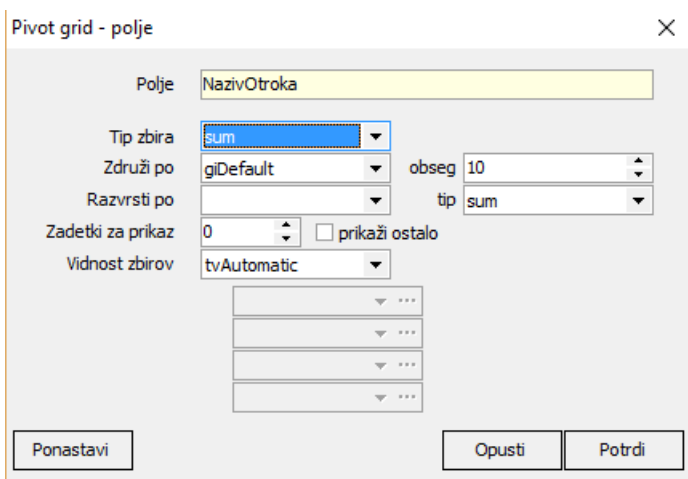 Pivot grid - polje
Polje NazivOtroka
Tip zbira sum
Združi po giDefault obseg 10
Razvrsti po tip sum
Zadetki za prikaz 0 prikaži ostalo
Vidnost zbirov tvAutomatic
Ponastavi Opusti Potrdi